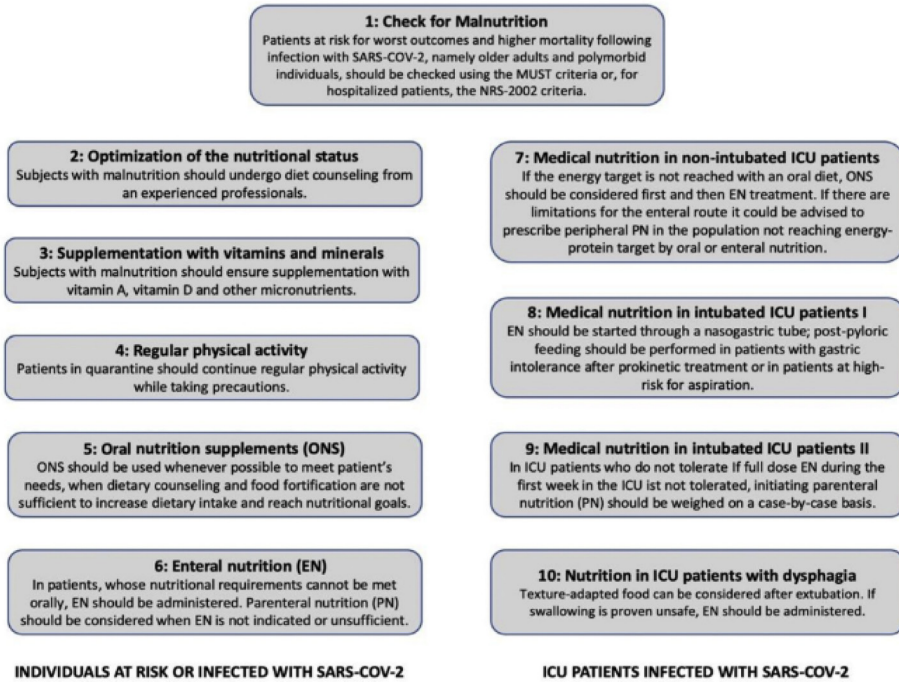 1: Check for Malnutrition
Patients at risk for worst outcomes and higher mortality following
infection with SARS-COV-2, namely older adults and polymorbid
individuals, should be checked using the MUST criteria or, for
hospitalized patients, the NRS-2002 criteria.
2: Optimization of the nutritional status
Subjects with malnutrition should undergo diet counseling from
an experienced professionals.
3: Supplementation with vitamins and minerals
Subjects with malnutrition should ensure supplementation with
vitamin A, vitamin D and other micronutrients.
4: Regular physical activity
Patients in quarantine should continue regular physical activity
while taking precautions.
5: Oral nutrition supplements (ONS)
ONS should be used whenever possible to meet patient's
needs, when dietary counseling and food fortification are not
sufficient to increase dietary intake and reach nutritional goals.
6: Enteral nutrition (EN)
In patients, whose nutritional requirements cannot be met
orally, EN should be administered. Parenteral nutrition (PN)
should be considered when EN is not indicated or unsufficient.
INDIVIDUALS AT RISK OR INFECTED WITH SARS-COV-2
7: Medical nutrition in non-intubated ICU patients
If the energy target is not reached with an oral diet, ONS
should be considered first and then EN treatment. If there are
limitations for the enteral route it could be advised to
prescribe peripheral PN in the population not reaching energy-
protein target by oral or enteral nutrition.
8: Medical nutrition in intubated ICU patients I
EN should be started through a nasogastric tube; post-pyloric
feeding should be performed in patients with gastric
intolerance after prokinetic treatment or in patients at high-
risk for aspiration.
9: Medical nutrition in intubated ICU patients II
In ICU patients who do not tolerate If full dose EN during the
first week in the ICU ist not tolerated, initiating parenteral
nutrition (PN) should be weighed on a case-by-case basis.
10: Nutrition in ICU patients with dysphagia
Texture-adapted food can be considered after extubation. If
swallowing is proven unsafe, EN should be administered.
ICU PATIENTS INFECTED WITH SARS-COV-2